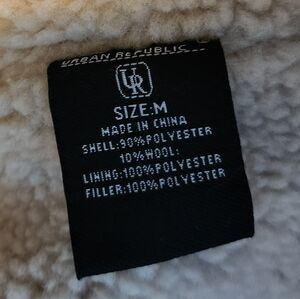 URBAN REPUBLIC
UR
SIZE:M
MADE IN CHINA
SHELL:90%POLYESTER
10%WOOL:
LINING:100%POLYESTER
FILLER:100%POLYESTER